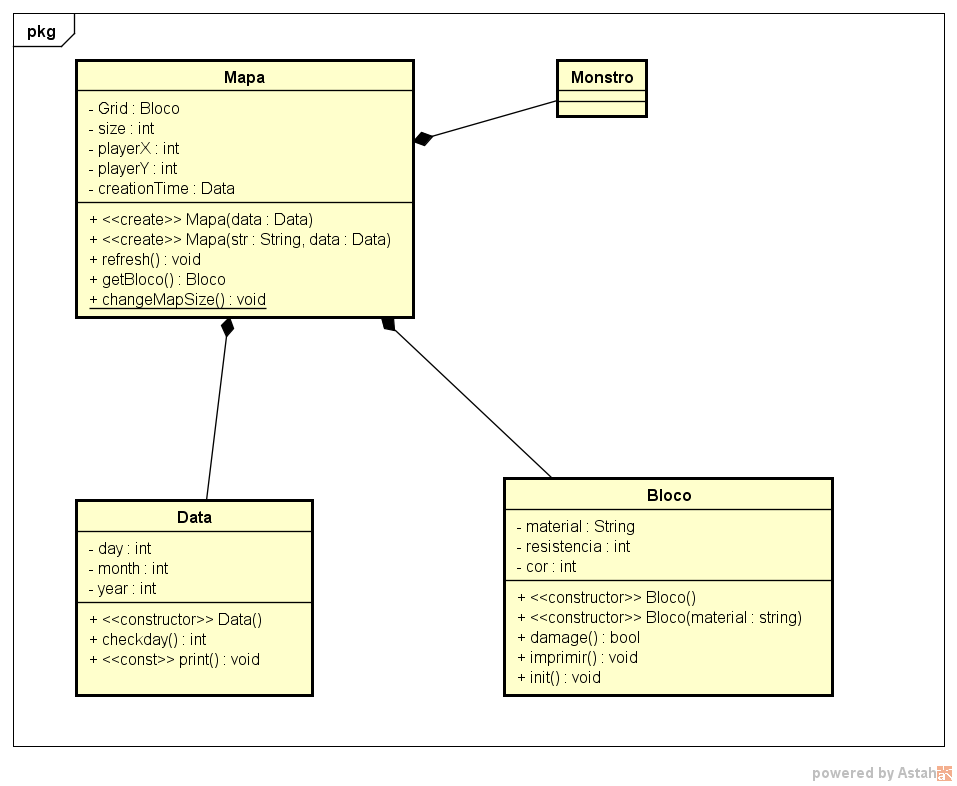 pkg
Mapa
- Grid : Bloco
- size : int
- playerX : int
- playerY : int
- creationTime : Data
+ <<create>> Mapa(data : Data)
+ <<create>> Mapa(str : String, data : Data)
+ refresh() : void
+ getBloco() : Bloco
+ changeMapSize() : void
Monstro
Data
- day : int
- month : int
- year : int
+ <<constructor>> Data()
+ checkday() : int
+ <<const>> print() : void
Bloco
- material : String
- resistencia : int
- cor : int
+ <<constructor>> Bloco()
+ <<constructor>> Bloco(material : string)
+ damage() : bool
+ imprimir() : void
+ init() : void
powered by Astah